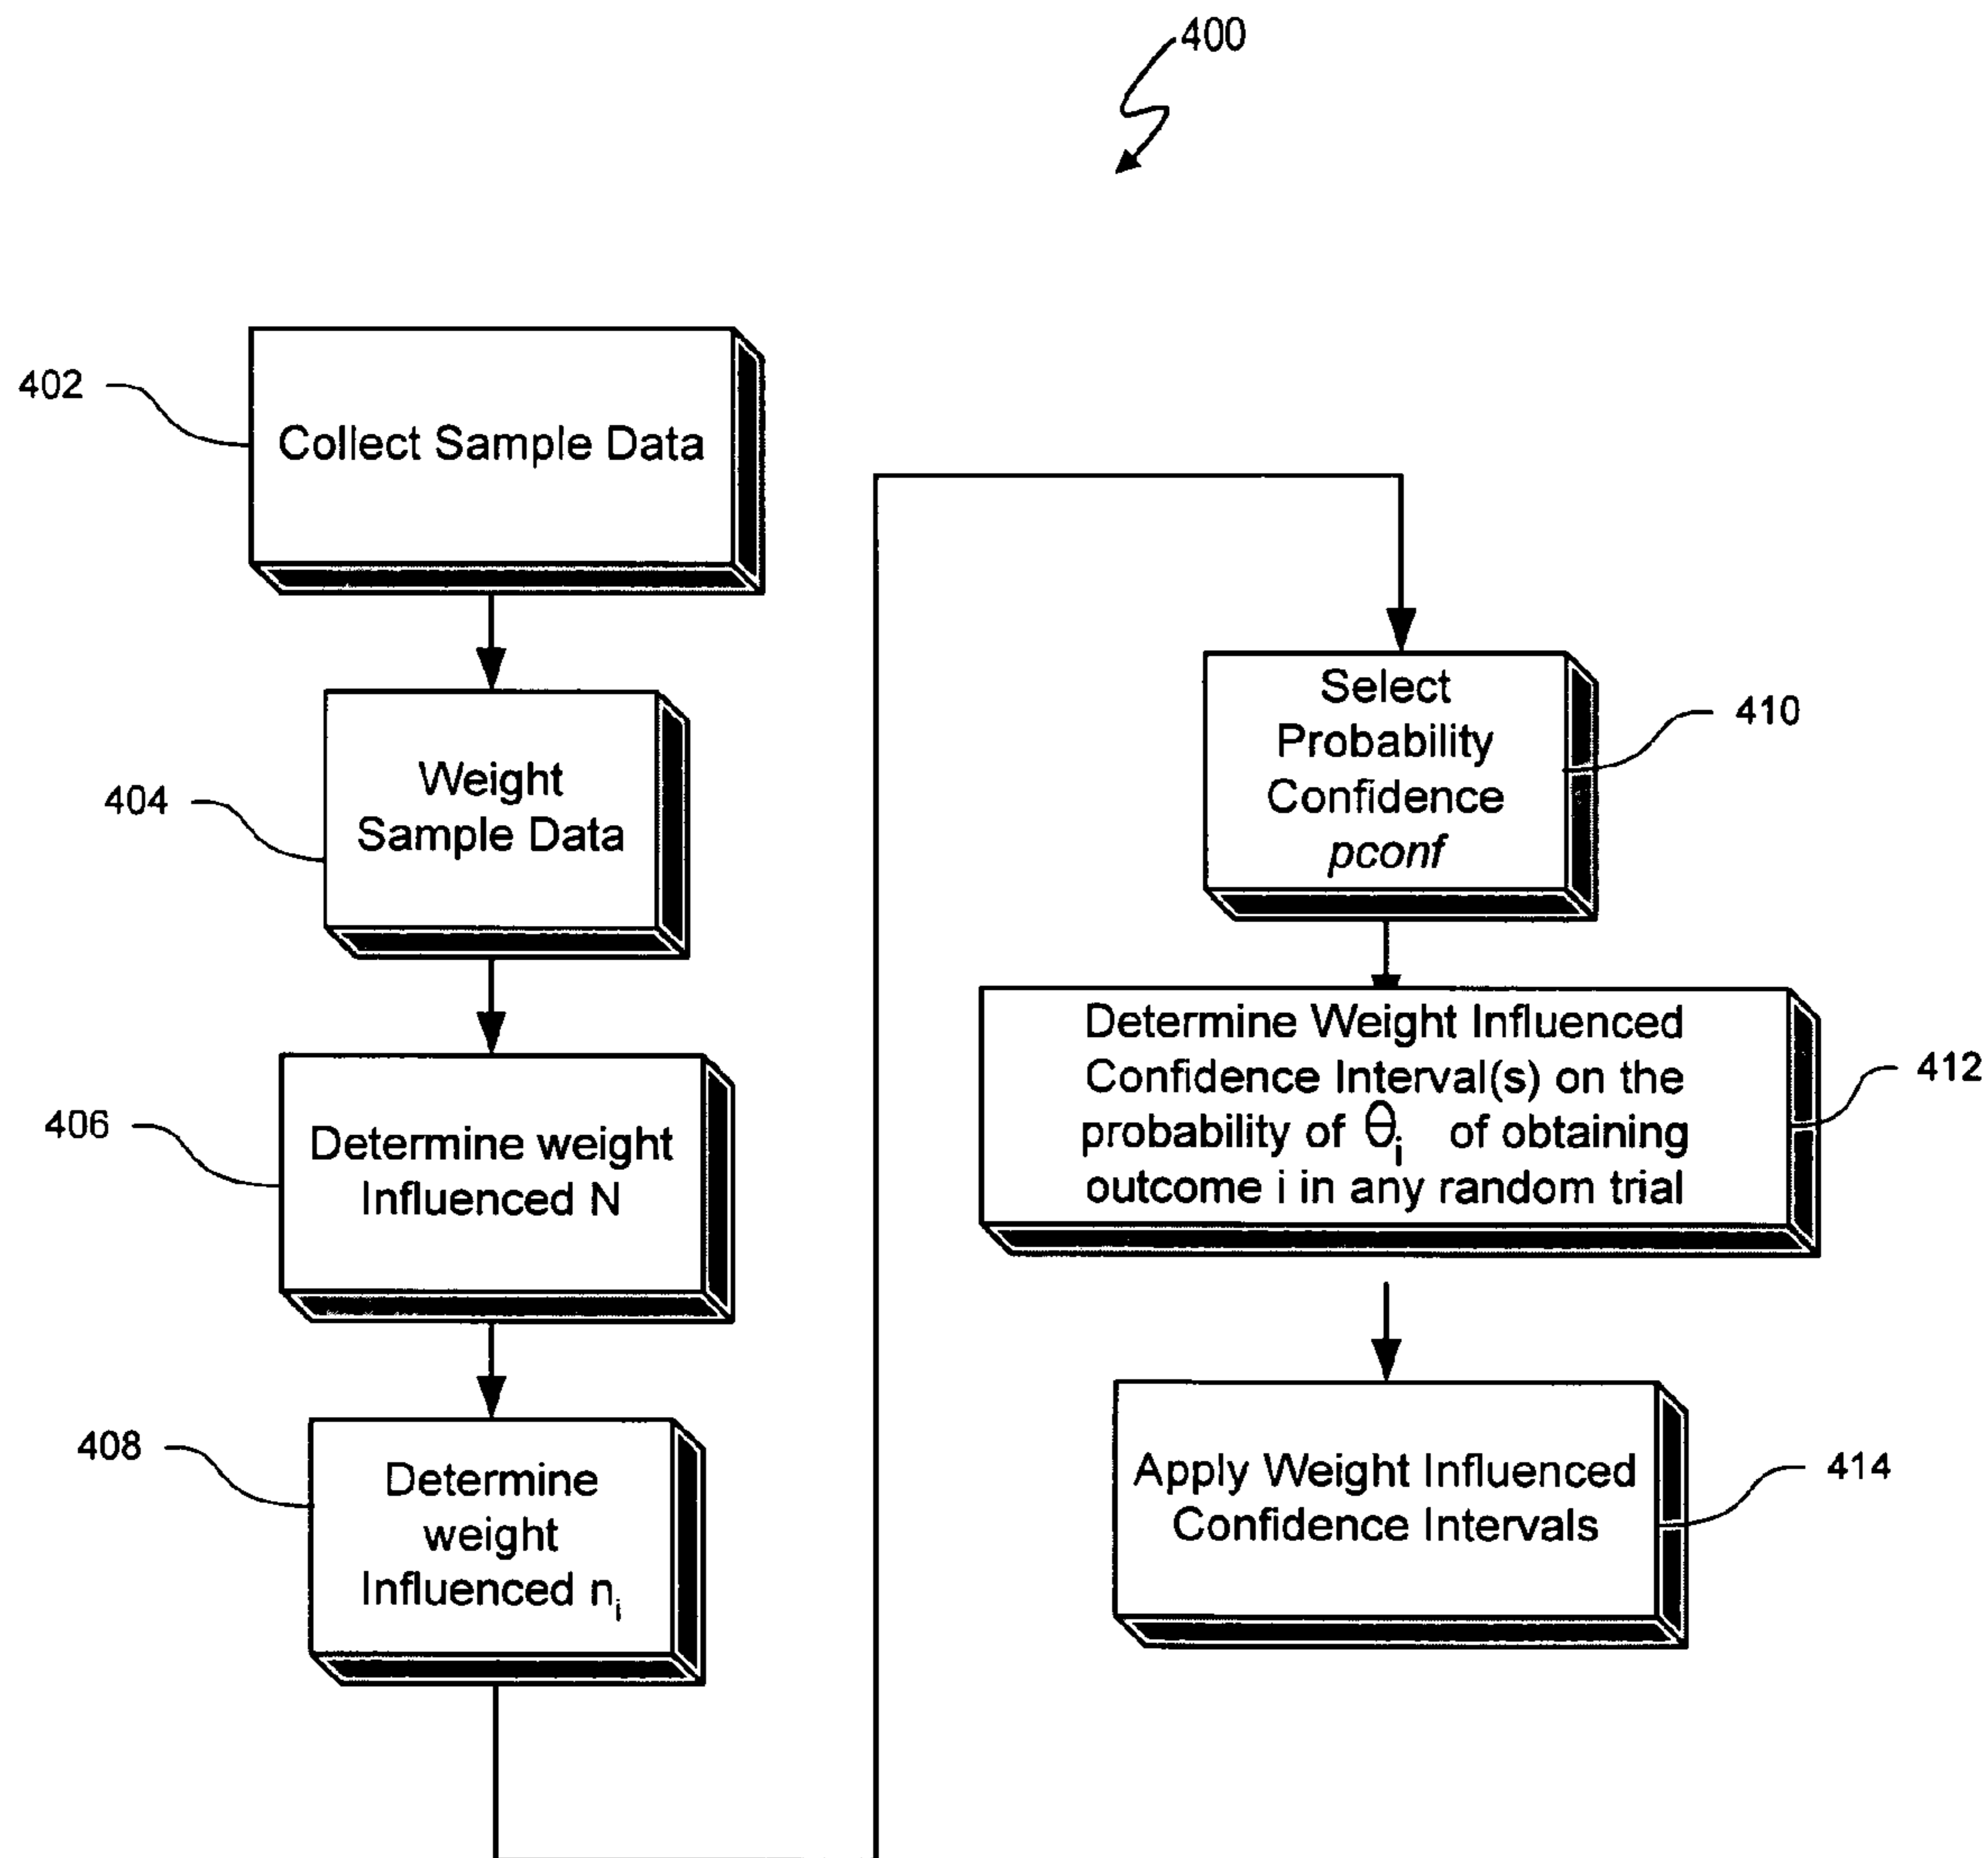 400
402
Collect Sample Data
404
Weight
Sample Data
406
Determine weight
Influenced N
408
Determine
weight
Influenced nᵢ
Select
Probability
Confidence
pconf
410
Determine Weight Influenced
Confidence Interval(s) on the
probability of θᵢ of obtaining
outcome i in any random trial
412
Apply Weight Influenced
Confidence Intervals
414